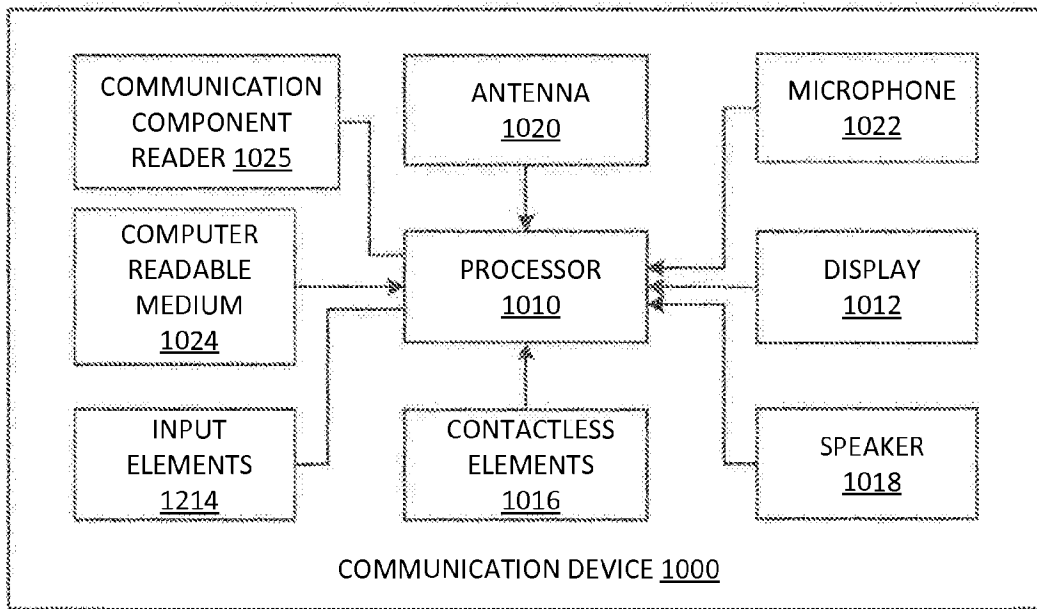 COMMUNICATION
COMPONENT
READER 1025
ANTENNA
1020
MICROPHONE
1022
COMPUTER
READABLE
MEDIUM
1024
PROCESSOR
1010
DISPLAY
1012
INPUT
ELEMENTS
1214
CONTACTLESS
ELEMENTS
1016
SPEAKER
1018
COMMUNICATION DEVICE 1000